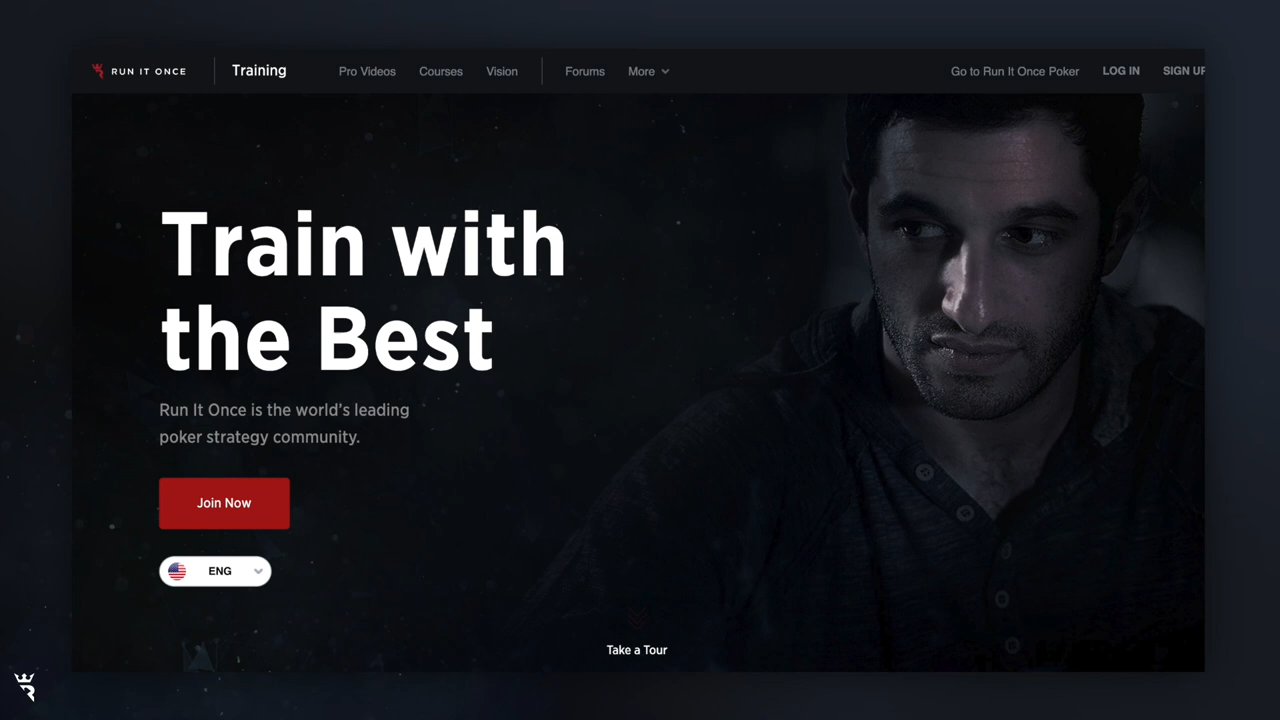 RUN IT ONCE
Training
Pro Videos
Courses
Vision
Forums
More
Go to Run It Once Poker
LOG IN
SIGN UP
Train with
the Best
Run It Once is the world's leading
poker strategy community.
Join Now
ENG
Take a Tour